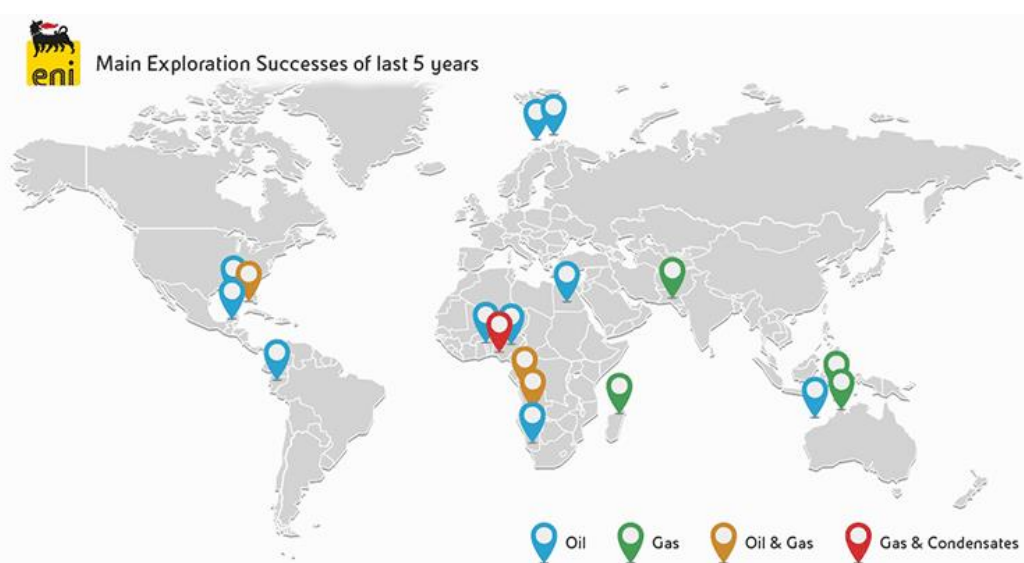 eni
Main Exploration Successes of last 5 years
Oil
Gas
Oil & Gas
Gas & Condensates